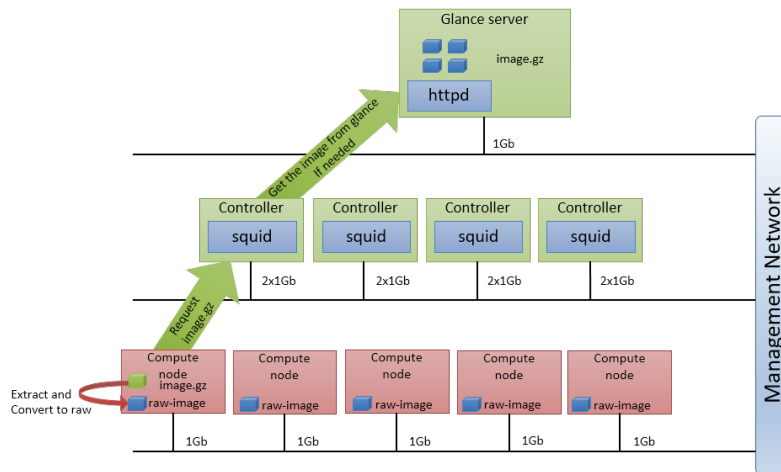 Glance server
image.gz
httpd
1Gb
Get the image from glance
If needed
Controller
squid
2x1Gb
Controller
squid
2x1Gb
Controller
squid
2x1Gb
Controller
squid
2x1Gb
Request
image.gz
Compute
node
image.gz
raw-image
1Gb
Compute
node
raw-image
1Gb
Compute
node
raw-image
1Gb
Compute
node
raw-image
1Gb
Compute
node
raw-image
1Gb
Extract and
Convert to raw
Management Network